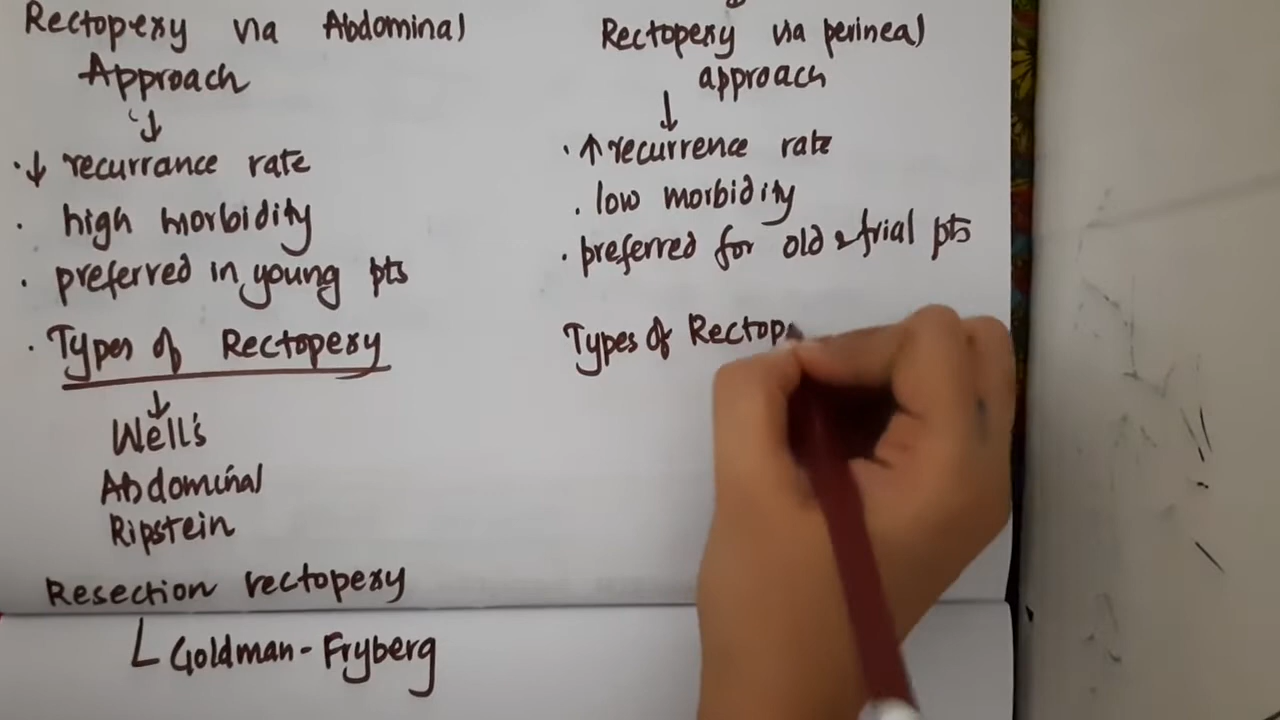 Rectopexy via Abdominal
Approach
↓
• ↓ recurrance rate
• high morbidity
• preferred in young pts
• Types of Rectopexy
↓
Well's
Abdominal
Ripstein
Resection rectopexy
└ Goldman-Fryberg
Rectopexy via perineal
approach
↓
• ↑ recurrence rate
• low morbidity
• preferred for old & frial pts
Types of Rectop